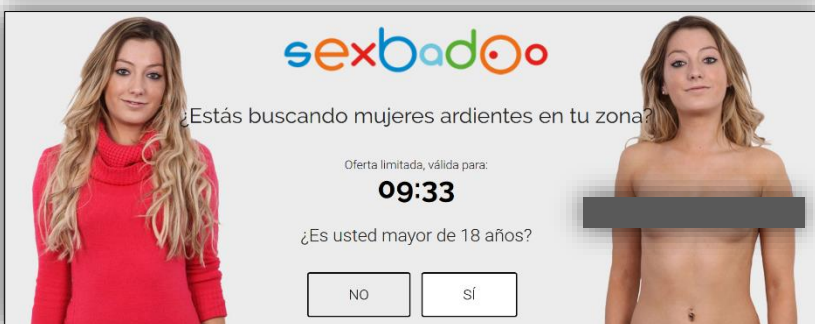 sexbadoo
¿Estás buscando mujeres ardientes en tu zona?
Oferta limitada, válida para:
09:33
¿Es usted mayor de 18 años?
NO
SÍ